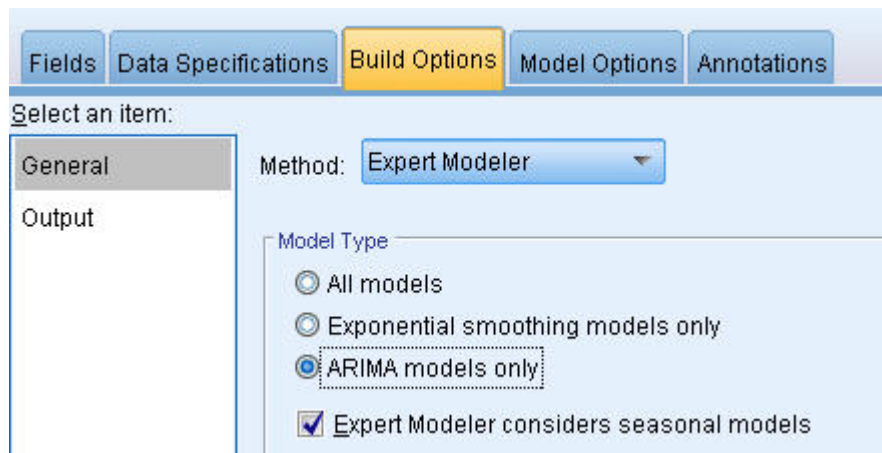 Fields Data Specifications Build Options Model Options Annotations
Select an item:
General
Output
Method: Expert Modeler
Model Type
All models
Exponential smoothing models only
ARIMA models only
Expert Modeler considers seasonal models